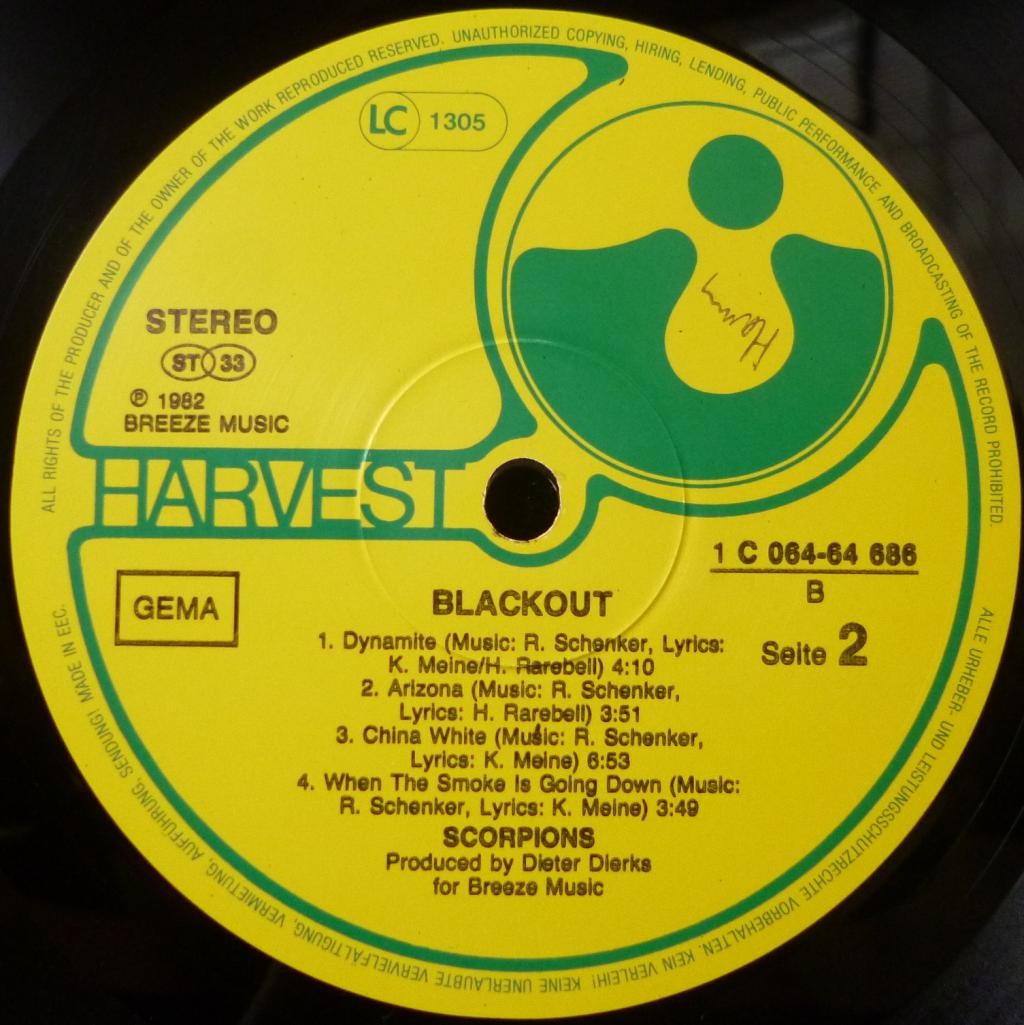 ALL RIGHTS OF THE PRODUCER AND OF THE OWNER OF THE WORK REPRODUCED RESERVED. UNAUTHORIZED COPYING, HIRING, LENDING, PUBLIC PERFORMANCE AND BROADCASTING OF THE RECORD PROHIBITED.
LC 1305
STEREO
ST 33
℗ 1982
BREEZE MUSIC
HARVEST
1 C 064-64 686
B
Seite 2
GEMA
BLACKOUT
1. Dynamite (Music: R. Schenker, Lyrics:
K. Meine/H. Rarebell) 4:10
2. Arizona (Music: R. Schenker,
Lyrics: H. Rarebell) 3:51
3. China White (Music: R. Schenker,
Lyrics: K. Meine) 6:53
4. When The Smoke Is Going Down (Music:
R. Schenker, Lyrics: K. Meine) 3:49
SCORPIONS
Produced by Dieter Dierks
for Breeze Music
ALLE URHEBER- UND LEISTUNGSSCHUTZRECHTE VORBEHALTEN. KEIN VERLEIH! KEINE UNERLAUBTE VERVIELFÄLTIGUNG, VERMIETUNG, AUFFÜHRUNG, SENDUNG! MADE IN EEC.